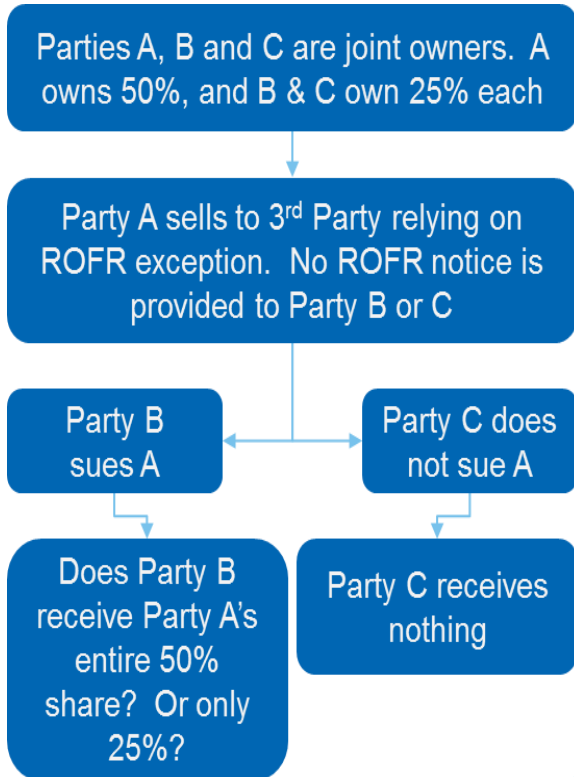 Parties A, B and C are joint owners. A
owns 50%, and B & C own 25% each
Party A sells to 3rd Party relying on
ROFR exception. No ROFR notice is
provided to Party B or C
Party B
sues A
Party C does
not sue A
Does Party B
receive Party A’s
entire 50%
share? Or only
25%?
Party C receives
nothing